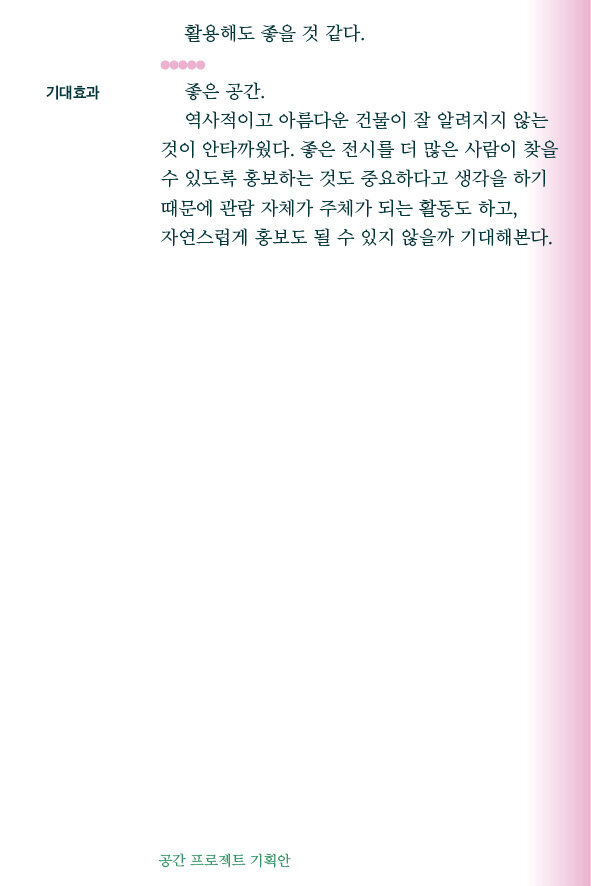 활용해도 좋을 것 같다.
기대효과
좋은 공간.
역사적이고 아름다운 건물이 잘 알려지지 않는
것이 안타까웠다. 좋은 전시를 더 많은 사람이 찾을
수 있도록 홍보하는 것도 중요하다고 생각을 하기
때문에 관람 자체가 주체가 되는 활동도 하고,
자연스럽게 홍보도 될 수 있지 않을까 기대해본다.
공간 프로젝트 기획안